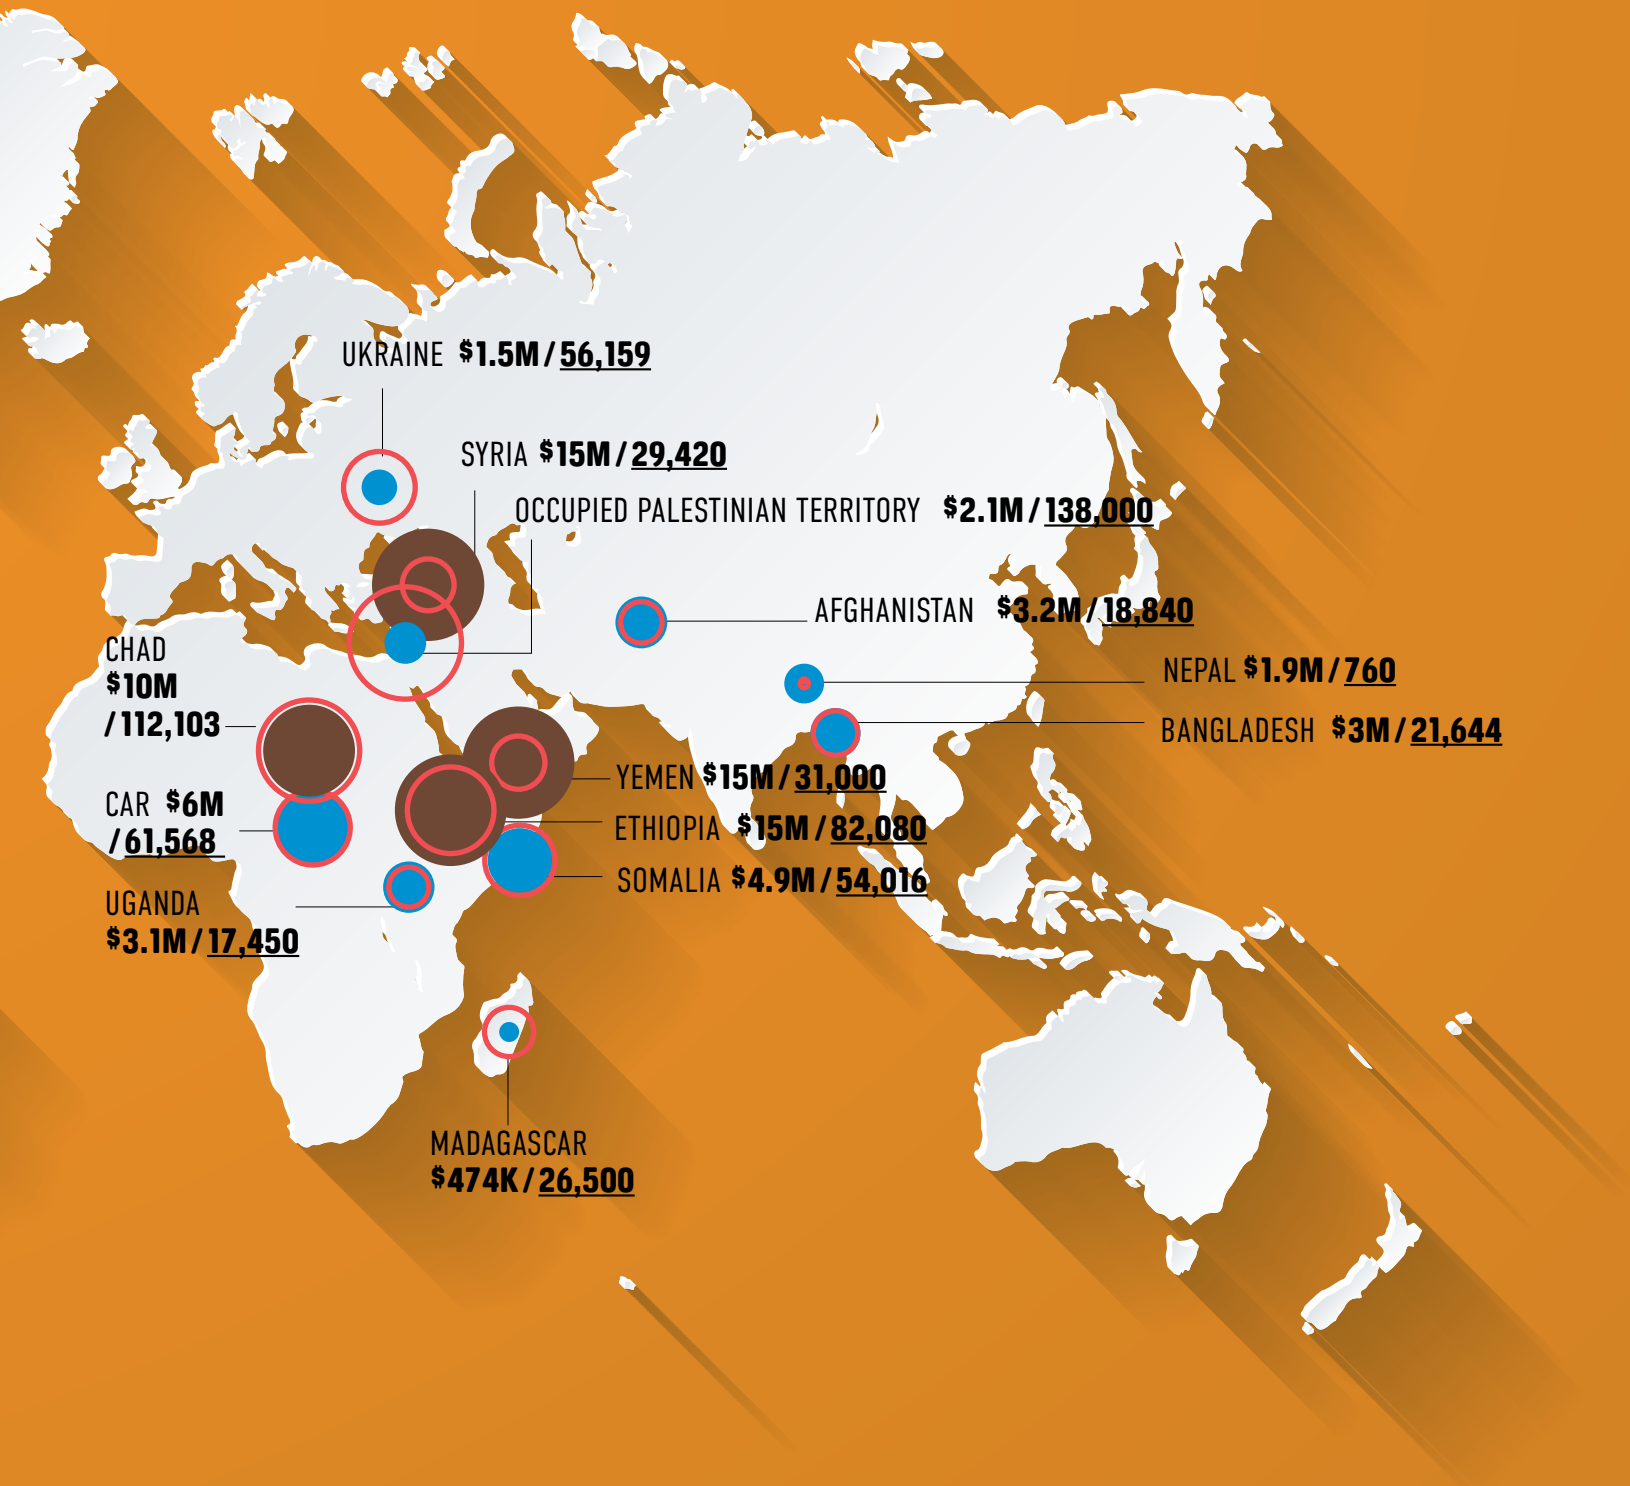 UKRAINE $1.5M/56,159
SYRIA $15M/29,420
OCCUPIED PALESTINIAN TERRITORY $2.1M/138,000
AFGHANISTAN $3.2M/18,840
CHAD
$10M
/112,103
NEPAL $1.9M/760
BANGLADESH $3M/21,644
YEMEN $15M/31,000
CAR $6M
/61,568
ETHIOPIA $15M/82,080
SOMALIA $4.9M/54,016
UGANDA
$3.1M/17,450
MADAGASCAR
$474K/26,500